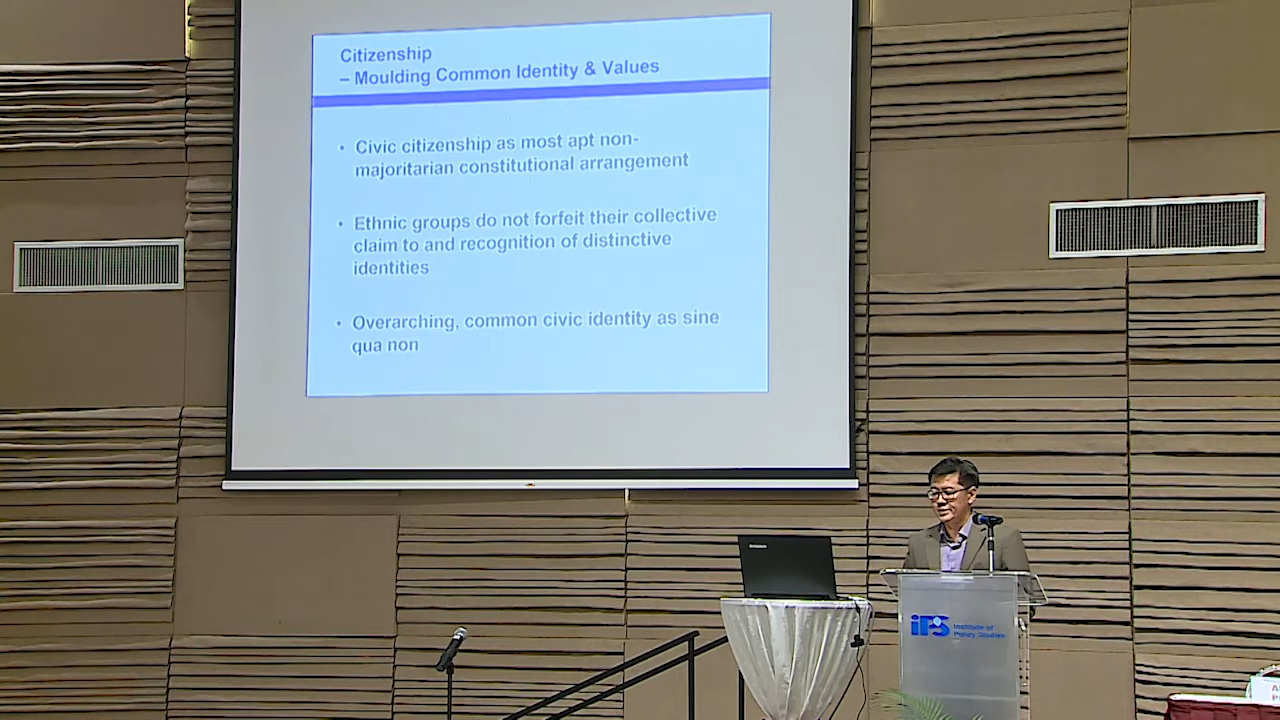 Citizenship
– Moulding Common Identity & Values
• Civic citizenship as most apt non-
majoritarian constitutional arrangement
• Ethnic groups do not forfeit their collective
claim to and recognition of distinctive
identities
• Overarching, common civic identity as sine
qua non
iPS Institute of
Policy Studies